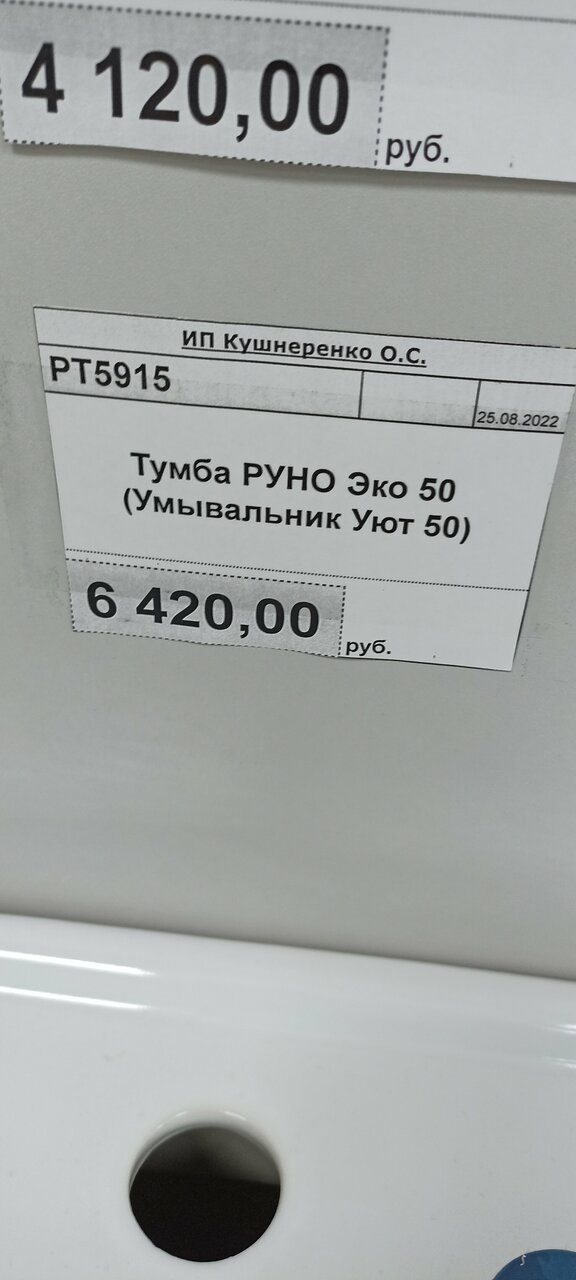 4 120,00
руб.
ИП Кушнеренко О.С.
РТ5915
25.08.2022
Тумба РУНО Эко 50
(Умывальник Уют 50)
6 420,00
руб.